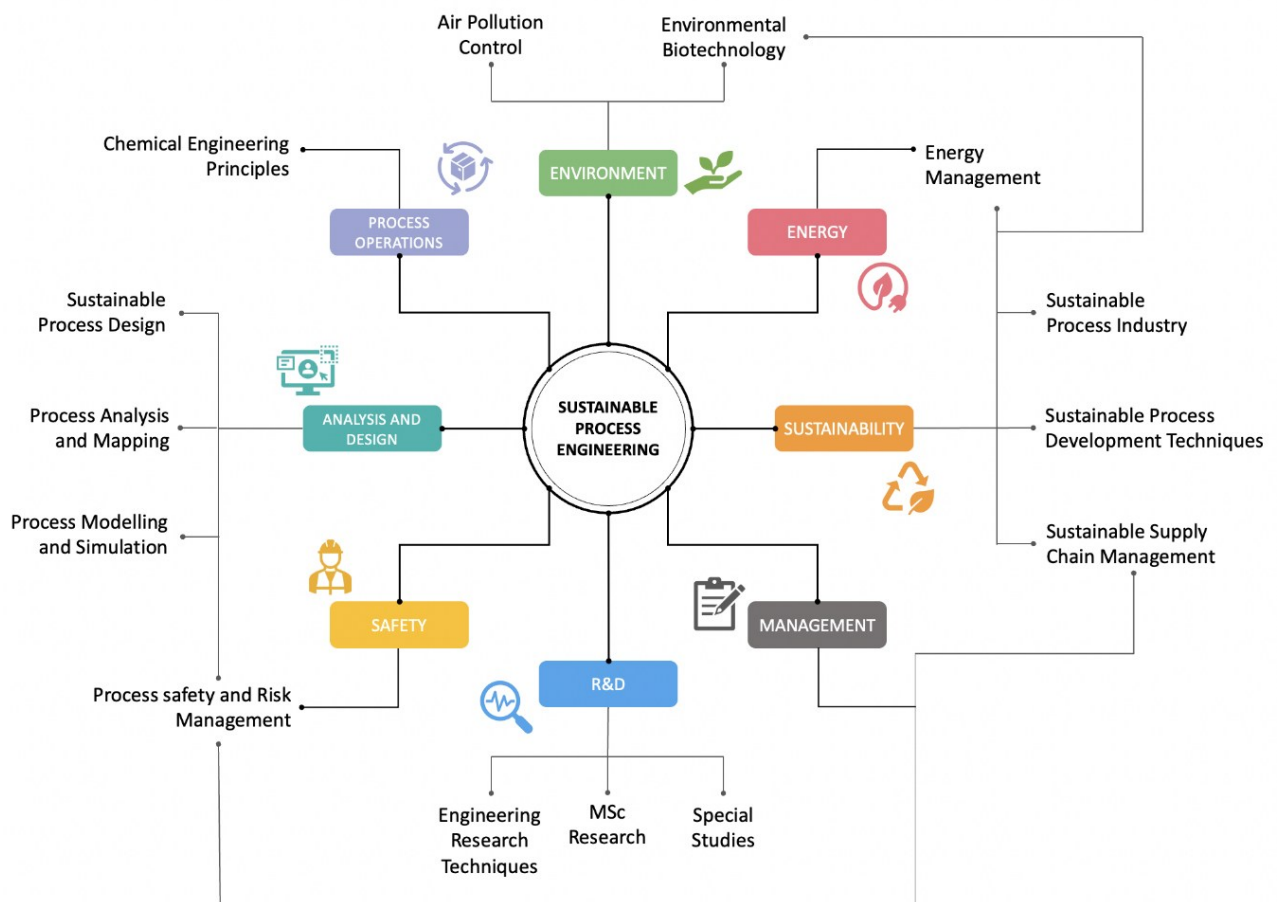 Air Pollution
Control
Environmental
Biotechnology
Chemical Engineering
Principles
ENVIRONMENT
Energy
Management
PROCESS
OPERATIONS
ENERGY
Sustainable
Process Design
Sustainable
Process Industry
Process Analysis
and Mapping
ANALYSIS AND
DESIGN
SUSTAINABLE
PROCESS
ENGINEERING
SUSTAINABILITY
Sustainable Process
Development Techniques
Process Modelling
and Simulation
Sustainable Supply
Chain Management
SAFETY
MANAGEMENT
R&D
Process safety and Risk
Management
Engineering
Research
Techniques
MSc
Research
Special
Studies